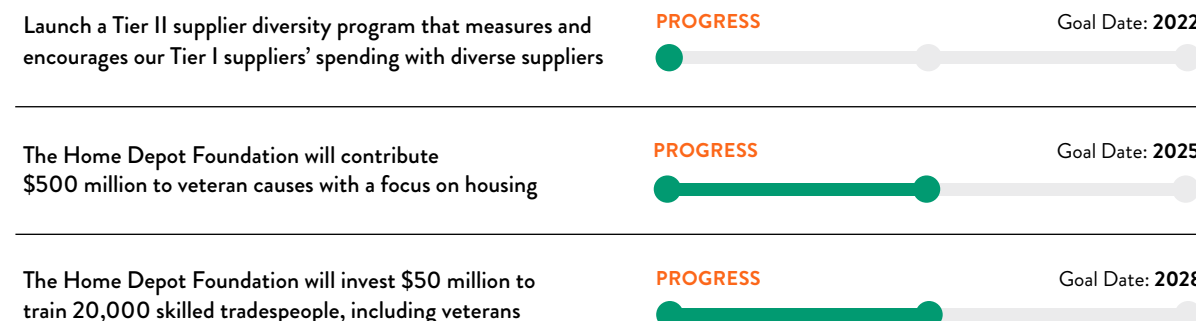 Launch a Tier II supplier diversity program that measures and
encourages our Tier I suppliers’ spending with diverse suppliers
PROGRESS
Goal Date: 2022
The Home Depot Foundation will contribute
$500 million to veteran causes with a focus on housing
PROGRESS
Goal Date: 2025
The Home Depot Foundation will invest $50 million to
train 20,000 skilled tradespeople, including veterans
PROGRESS
Goal Date: 2028